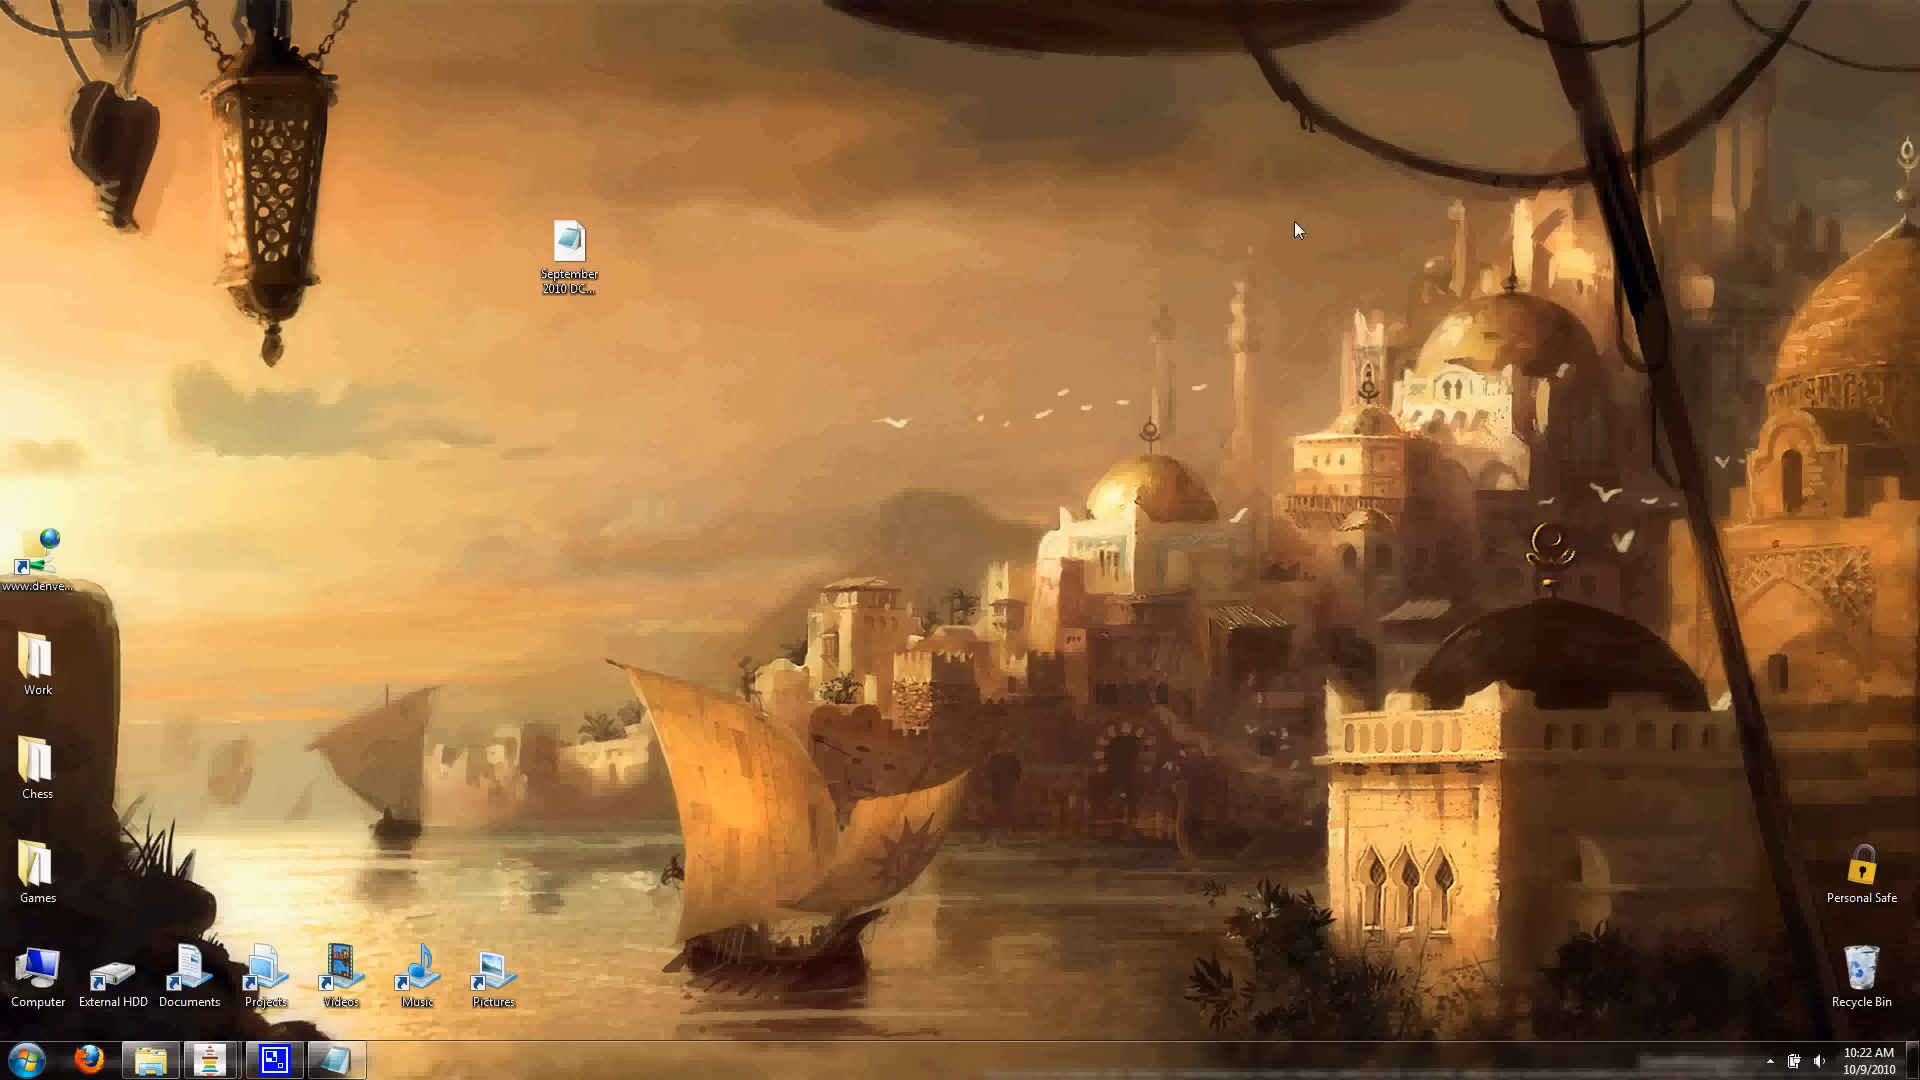 September
2010 DC...
www.denve...
Work
Chess
Games
Computer
External HDD
Documents
Projects
Videos
Music
Pictures
Personal Safe
Recycle Bin
10:22 AM
10/9/2010